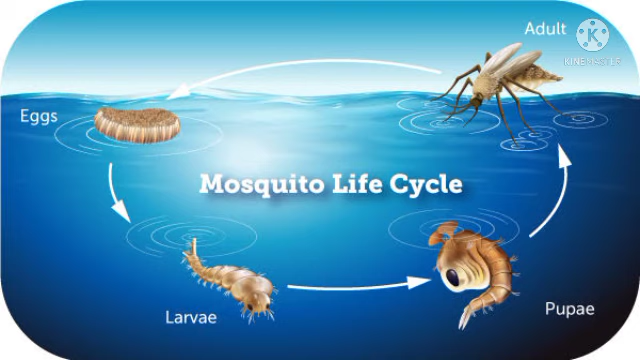 Adult
KINEMASTER
Eggs
Mosquito Life Cycle
Larvae
Pupae